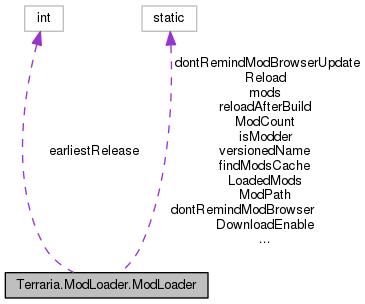 int
static
dontRemindModBrowserUpdate
Reload
mods
reloadAfterBuild
ModCount
isModder
versionedName
findModsCache
LoadedMods
ModPath
dontRemindModBrowser
DownloadEnable
...
earliestRelease
Terraria.ModLoader.ModLoader